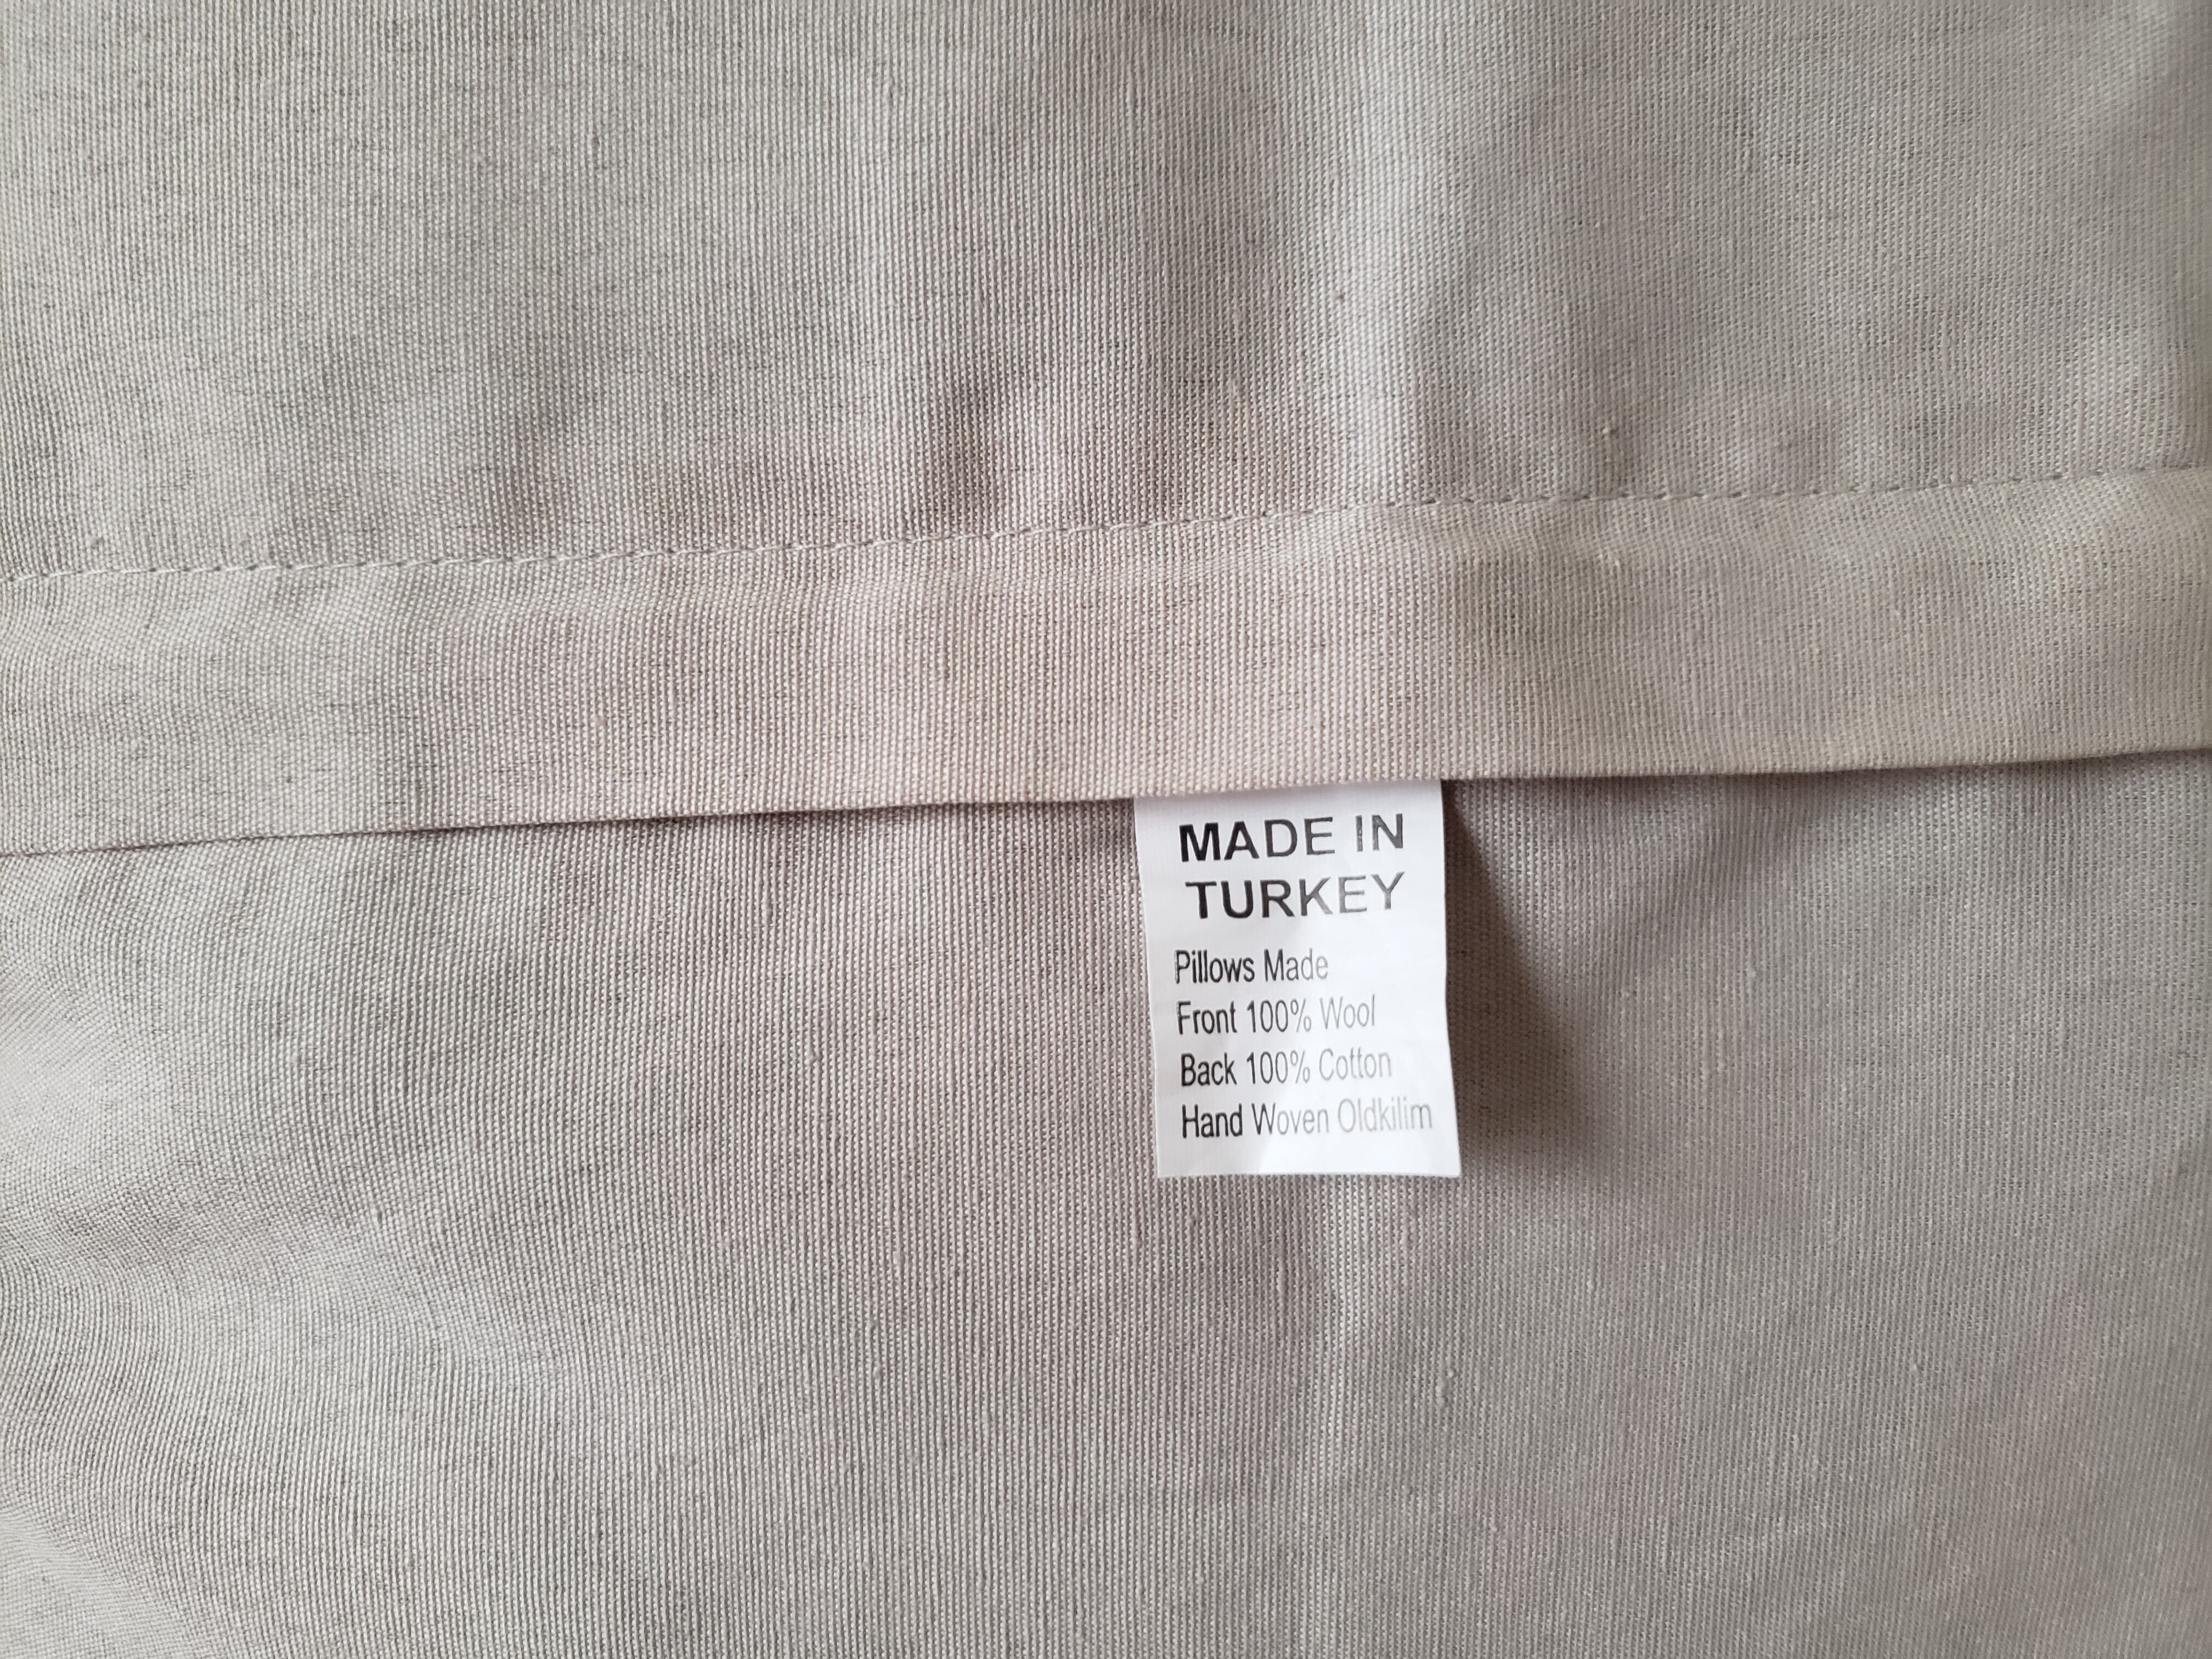 MADE IN
TURKEY
Pillows Made
Front 100% Wool
Back 100% Cotton
Hand Woven Oldkilim